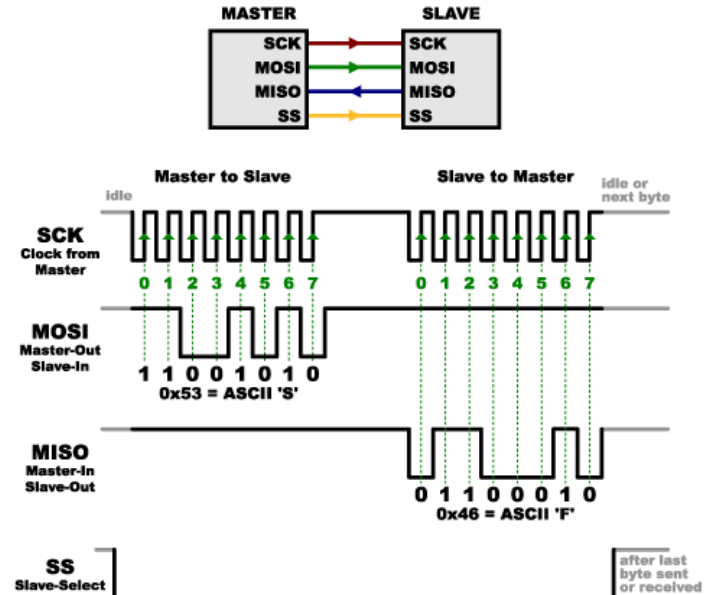 MASTER SLAVE
SCK SCK
MOSI MOSI
MISO MISO
SS SS
Master to Slave Slave to Master
idle
idle or
next byte
SCK
Clock from
Master
0 1 2 3 4 5 6 7 0 1 2 3 4 5 6 7
MOSI
Master-Out
Slave-In
1 1 0 0 1 0 1 0
0x53 = ASCII 'S'
MISO
Master-In
Slave-Out
0 1 1 0 0 0 1 0
0x46 = ASCII 'F'
SS
Slave-Select
after last
byte sent
or received